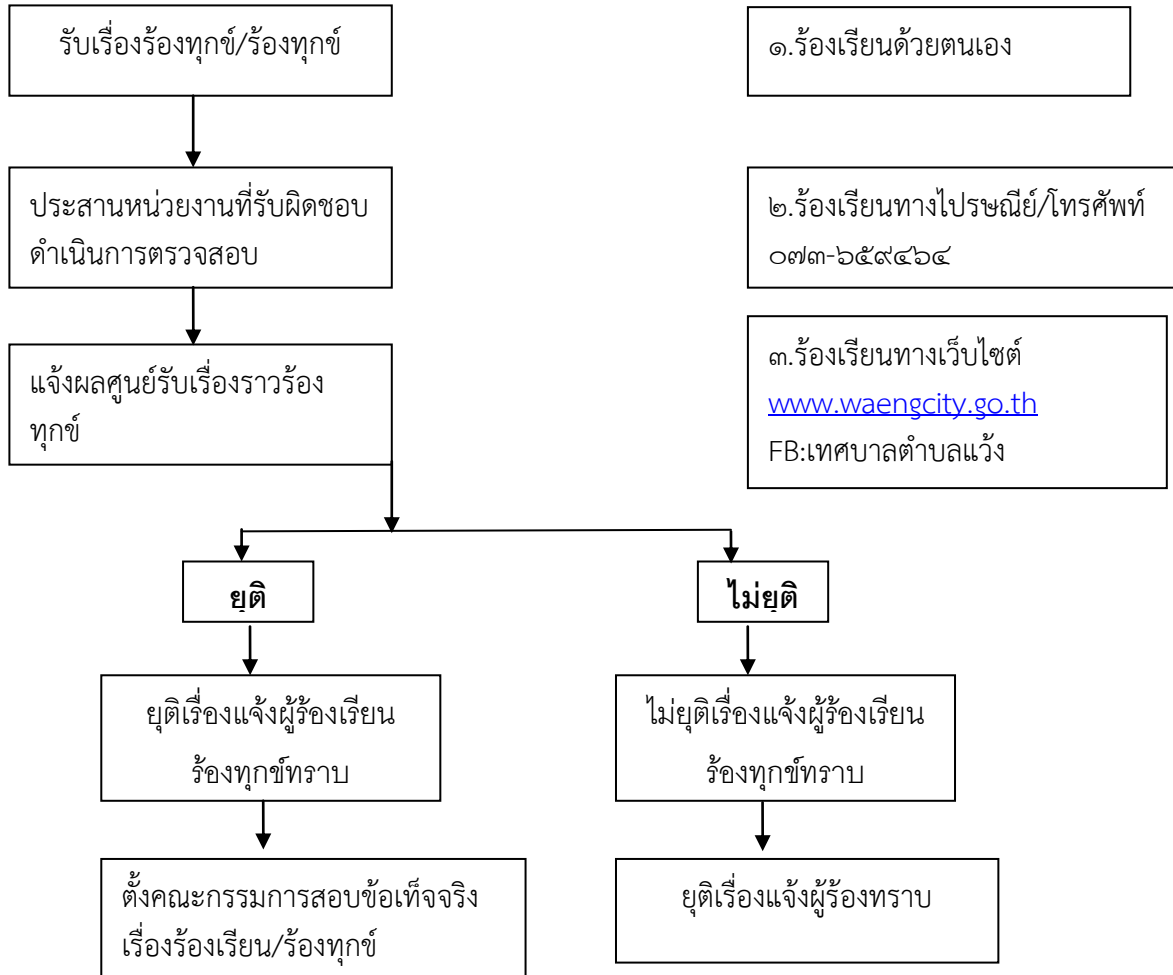 รับเรื่องร้องทุกข์/ร้องทุกข์
๑.ร้องเรียนด้วยตนเอง
ประสานหน่วยงานที่รับผิดชอบ
ดำเนินการตรวจสอบ
๒.ร้องเรียนทางไปรษณีย์/โทรศัพท์
๐๗๓-๖๕๙๔๖๔
แจ้งผลศูนย์รับเรื่องราวร้อง
ทุกข์
๓.ร้องเรียนทางเว็บไซต์
www.waengcity.go.th
FB:เทศบาลตำบลแว้ง
ยุติ
ไม่ยุติ
ยุติเรื่องแจ้งผู้ร้องเรียน
ร้องทุกข์ทราบ
ไม่ยุติเรื่องแจ้งผู้ร้องเรียน
ร้องทุกข์ทราบ
ตั้งคณะกรรมการสอบข้อเท็จจริง
เรื่องร้องเรียน/ร้องทุกข์
ยุติเรื่องแจ้งผู้ร้องทราบ